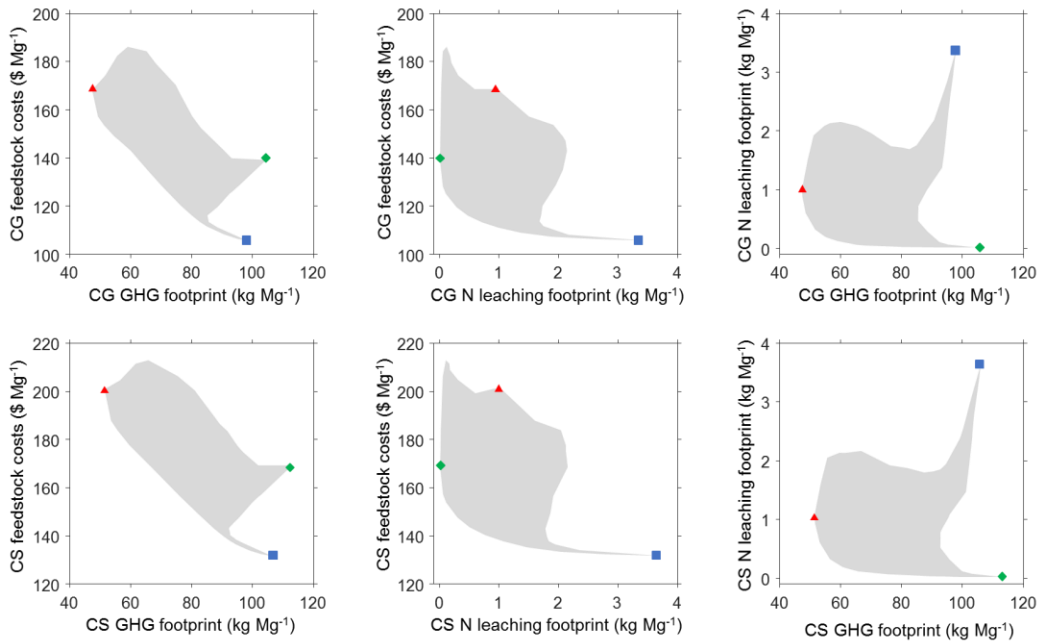 CG feedstock costs ($ Mg⁻¹)
200
180
160
140
120
100
40 60 80 100 120
CG GHG footprint (kg Mg⁻¹)
CG feedstock costs ($ Mg⁻¹)
200
180
160
140
120
100
0 1 2 3 4
CG N leaching footprint (kg Mg⁻¹)
CG N leaching footprint (kg Mg⁻¹)
4
3
2
1
0
40 60 80 100 120
CG GHG footprint (kg Mg⁻¹)
CS feedstock costs ($ Mg⁻¹)
220
200
180
160
140
120
40 60 80 100 120
CS GHG footprint (kg Mg⁻¹)
CS feedstock costs ($ Mg⁻¹)
220
200
180
160
140
120
0 1 2 3 4
CS N leaching footprint (kg Mg⁻¹)
CS N leaching footprint (kg Mg⁻¹)
4
3
2
1
0
40 60 80 100 120
CS GHG footprint (kg Mg⁻¹)